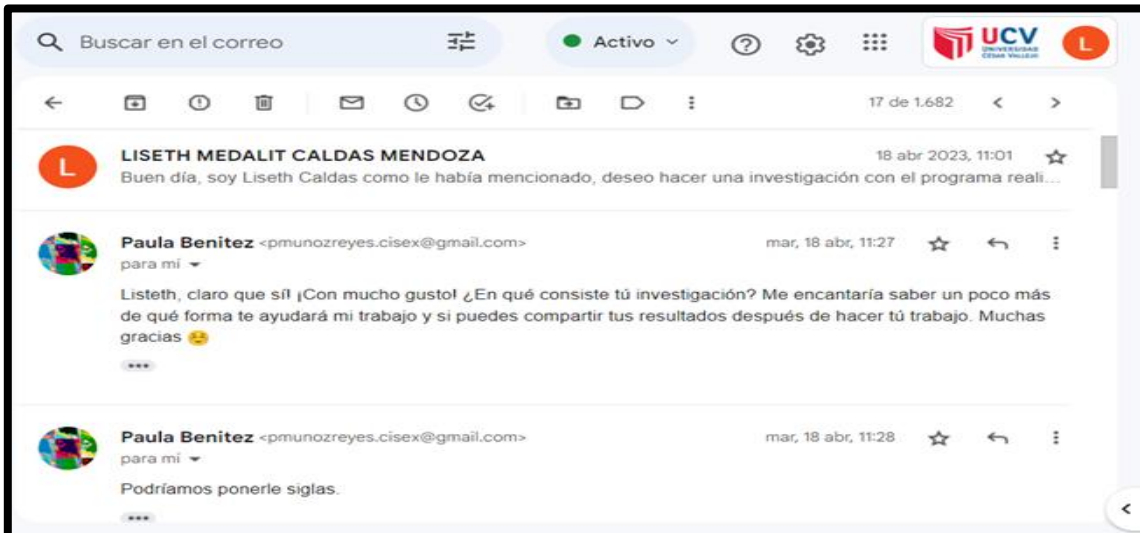 Buscar en el correo
Activo
UCV
UNIVERSIDAD
CÉSAR VALLEJO
L
17 de 1.682
L
LISETH MEDALIT CALDAS MENDOZA
18 abr 2023, 11:01
Buen día, soy Liseth Caldas como le había mencionado, deseo hacer una investigación con el programa reali...
Paula Benitez <pmunozreyes.cisex@gmail.com>
mar, 18 abr, 11:27
para mí
Listeth, claro que sí! ¡Con mucho gusto! ¿En qué consiste tú investigación? Me encantaría saber un poco más
de qué forma te ayudará mi trabajo y si puedes compartir tus resultados después de hacer tú trabajo. Muchas
gracias ☺️
Paula Benitez <pmunozreyes.cisex@gmail.com>
mar, 18 abr, 11:28
para mí
Podríamos ponerle siglas.